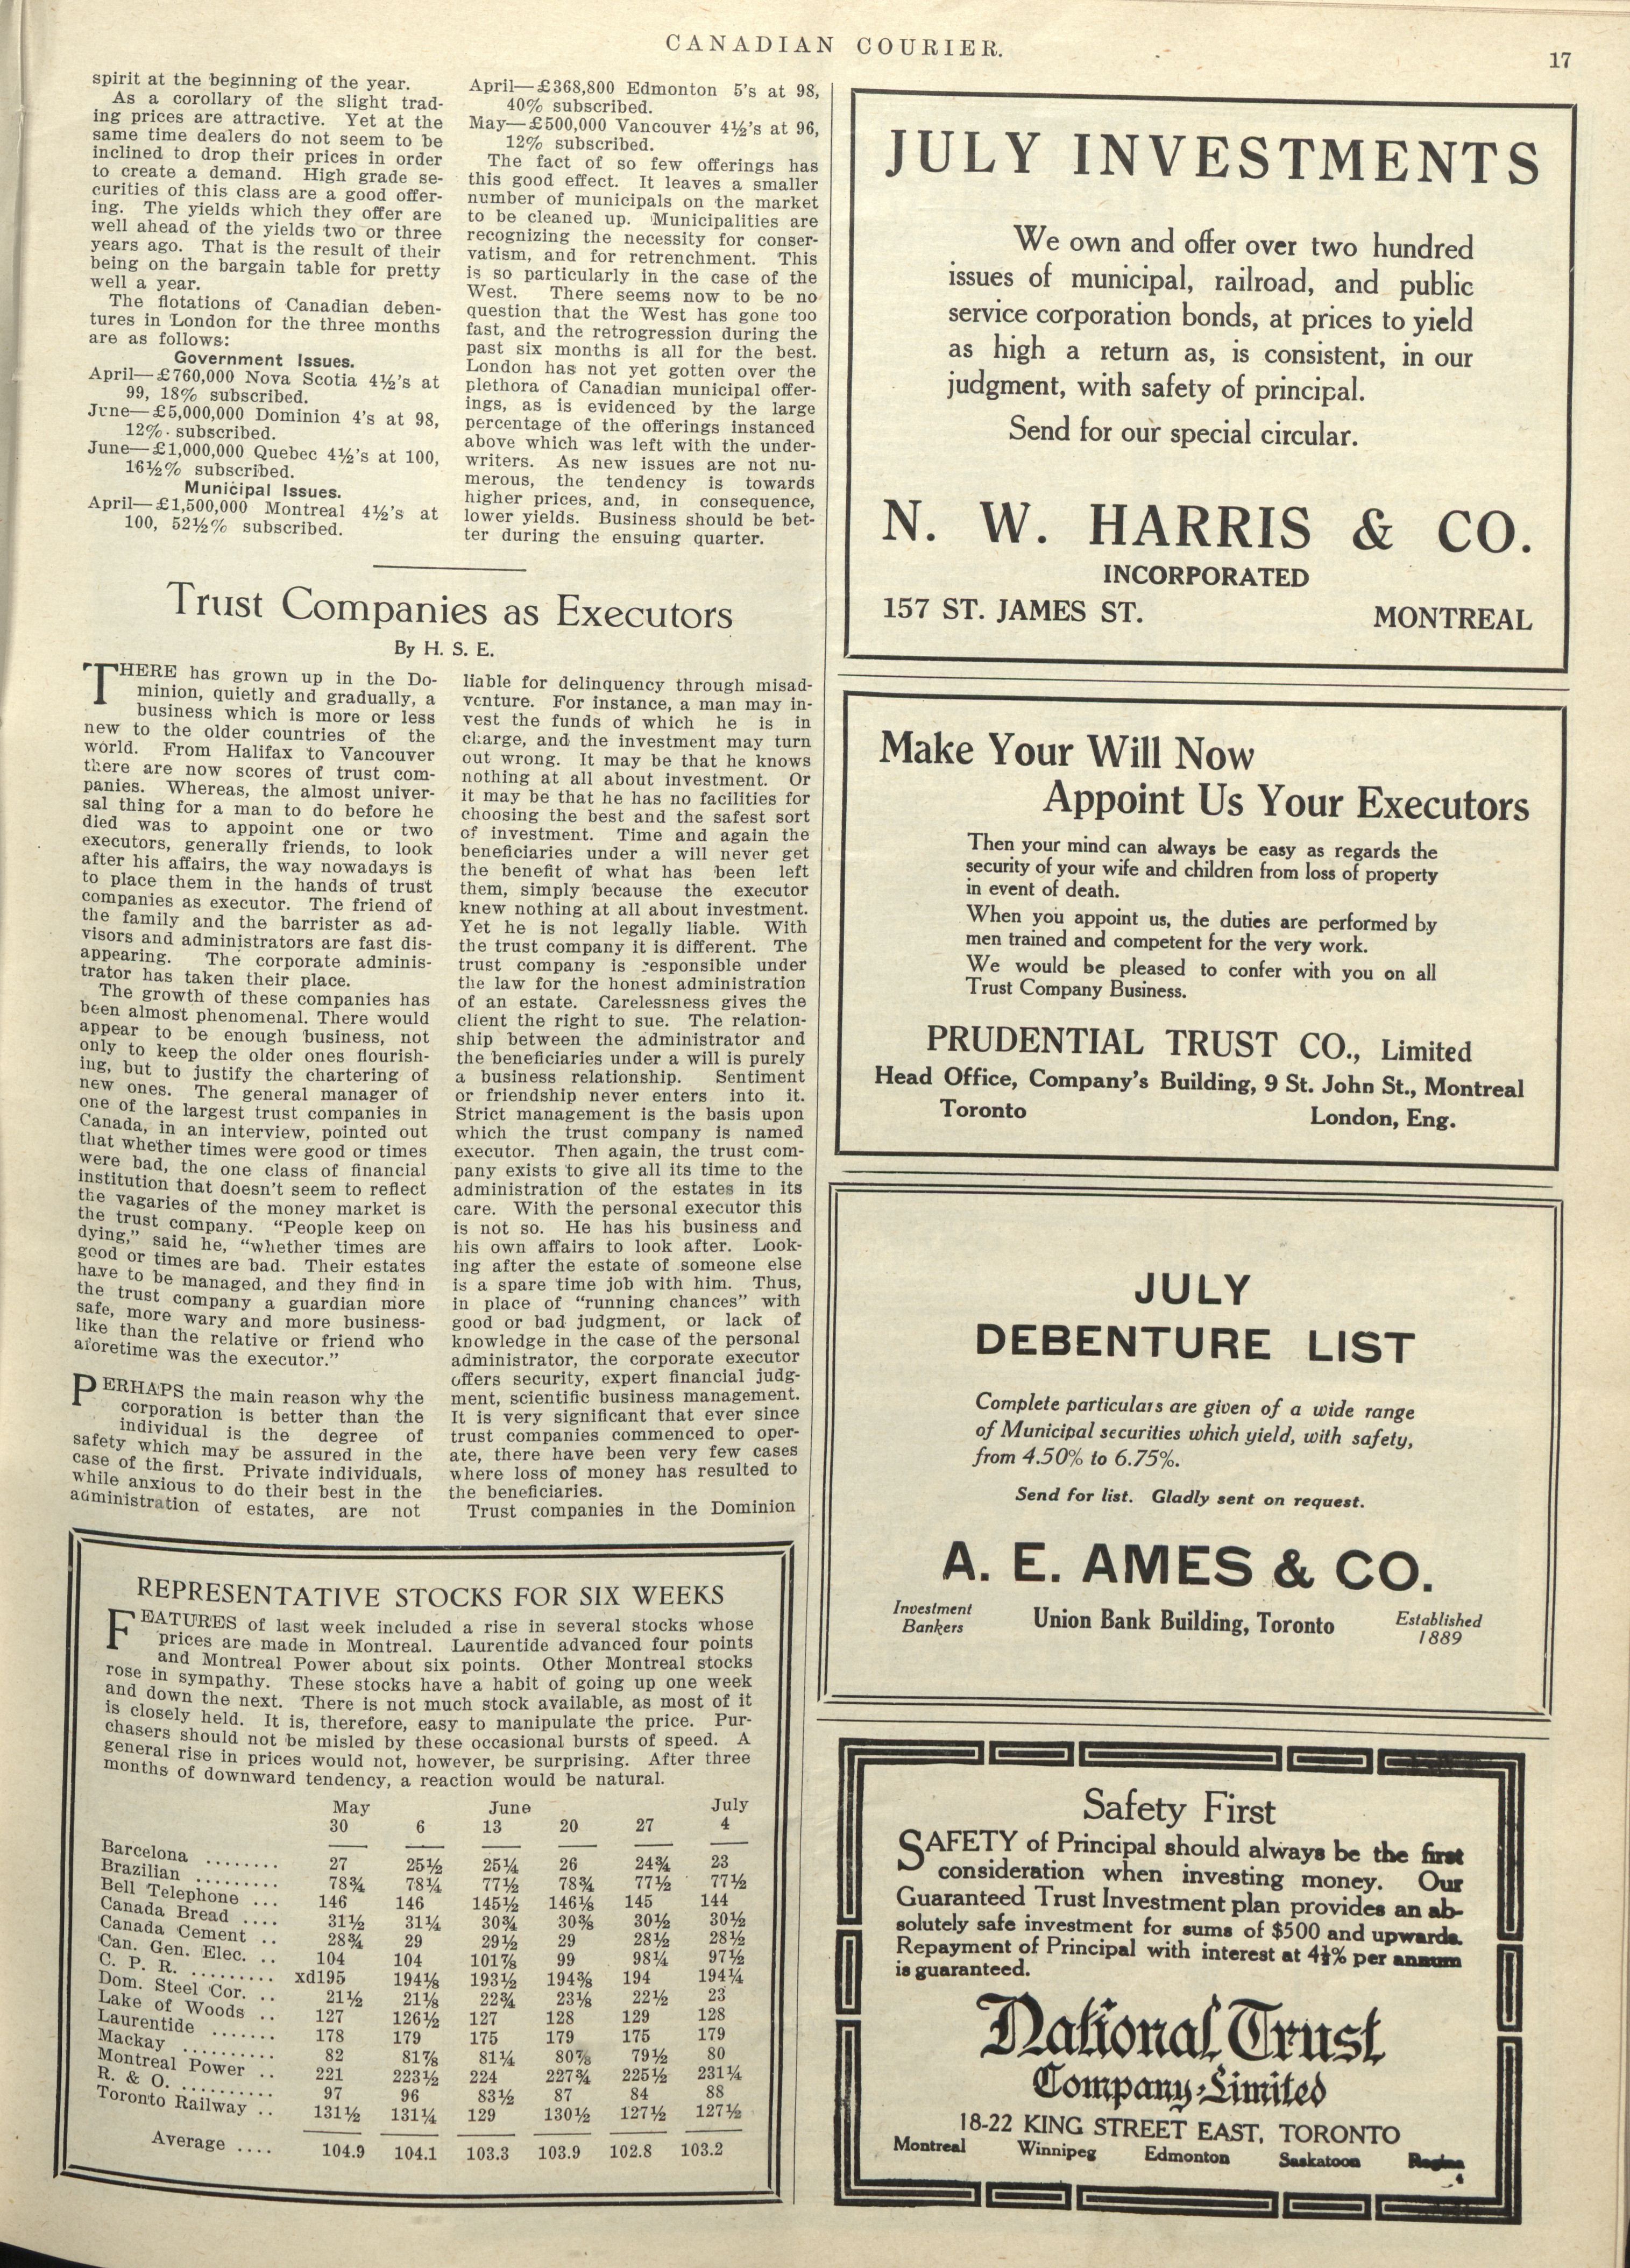 CANADIAN COURIER.
17
spirit at the beginning of the year.
As a corollary of the slight trad-
ing prices are attractive. Yet at the
same time dealers do not seem to be
inclined to drop their prices in order
to create a demand. High grade se-
curities of this class are a good offer-
ing. The yields which they offer are
well ahead of the yields two or three
years ago. That is the result of their
being on the bargain table for pretty
well a year.
The flotations of Canadian deben-
tures in London for the three months
are as follows:
Government Issues.
April—£760,000 Nova Scotia 4½'s at
99, 18% subscribed.
June—£5,000,000 Dominion 4's at 98,
12% subscribed.
June—£1,000,000 Quebec 4½'s at 100,
16½% subscribed.
Municipal Issues.
April—£1,500,000 Montreal 4½'s at
100, 52½% subscribed.
April—£368,800 Edmonton 5's at 98,
40% subscribed.
May—£500,000 Vancouver 4½'s at 96,
12% subscribed.
The fact of so few offerings has
this good effect. It leaves a smaller
number of municipals on the market
to be cleaned up. Municipalities are
recognizing the necessity for conser-
vatism, and for retrenchment. This
is so particularly in the case of the
West. There seems now to be no
question that the West has gone too
fast, and the retrogression during the
past six months is all for the best.
London has not yet gotten over the
plethora of Canadian municipal offer-
ings, as is evidenced by the large
percentage of the offerings instanced
above which was left with the under-
writers. As new issues are not nu-
merous, the tendency is towards
higher prices, and, in consequence,
lower yields. Business should be bet-
ter during the ensuing quarter.
Trust Companies as Executors
By H. S. E.
THERE has grown up in the Do-
minion, quietly and gradually, a
business which is more or less
new to the older countries of the
world. From Halifax to Vancouver
there are now scores of trust com-
panies. Whereas, the almost univer-
sal thing for a man to do before he
died was to appoint one or two
executors, generally friends, to look
after his affairs, the way nowadays is
to place them in the hands of trust
companies as executor. The friend of
the family and the barrister as ad-
visors and administrators are fast dis-
appearing. The corporate adminis-
trator has taken their place.
The growth of these companies has
been almost phenomenal. There would
appear to be enough business, not
only to keep the older ones flourish-
ing, but to justify the chartering of
new ones. The general manager of
one of the largest trust companies in
Canada, in an interview, pointed out
that whether times were good or times
were bad, the one class of financial
institution that doesn't seem to reflect
the vagaries of the money market is
the trust company. "People keep on
dying," said he, "whether times are
good or times are bad. Their estates
have to be managed, and they find in
the trust company a guardian more
safe, more wary and more business-
like than the relative or friend who
aforetime was the executor."
PERHAPS the main reason why the
corporation is better than the
individual is the degree of
safety which may be assured in the
case of the first. Private individuals,
while anxious to do their best in the
administration of estates, are not
liable for delinquency through misad-
venture. For instance, a man may in-
vest the funds of which he is in
charge, and the investment may turn
out wrong. It may be that he knows
nothing at all about investment. Or
it may be that he has no facilities for
choosing the best and the safest sort
of investment. Time and again the
beneficiaries under a will never get
the benefit of what has been left
them, simply because the executor
knew nothing at all about investment.
Yet he is not legally liable. With
the trust company it is different. The
trust company is responsible under
the law for the honest administration
of an estate. Carelessness gives the
client the right to sue. The relation-
ship between the administrator and
the beneficiaries under a will is purely
a business relationship. Sentiment
or friendship never enters into it.
Strict management is the basis upon
which the trust company is named
executor. Then again, the trust com-
pany exists to give all its time to the
administration of the estates in its
care. With the personal executor this
is not so. He has his business and
his own affairs to look after. Look-
ing after the estate of someone else
is a spare time job with him. Thus,
in place of "running chances" with
good or bad judgment, or lack of
knowledge in the case of the personal
administrator, the corporate executor
offers security, expert financial judg-
ment, scientific business management.
It is very significant that ever since
trust companies commenced to oper-
ate, there have been very few cases
where loss of money has resulted to
the beneficiaries.
Trust companies in the Dominion
REPRESENTATIVE STOCKS FOR SIX WEEKS
FEATURES of last week included a rise in several stocks whose
prices are made in Montreal. Laurentide advanced four points
and Montreal Power about six points. Other Montreal stocks
rose in sympathy. These stocks have a habit of going up one week
and down the next. There is not much stock available, as most of it
is closely held. It is, therefore, easy to manipulate the price. Pur-
chasers should not be misled by these occasional bursts of speed. A
general rise in prices would not, however, be surprising. After three
months of downward tendency, a reaction would be natural.
May June July
30 6 13 20 27 4
Barcelona ........ 27 25½ 25¼ 26 24¾ 23
Brazilian ......... 78¾ 78¼ 77½ 78¾ 77½ 77½
Bell Telephone ... 146 146 145½ 146⅛ 145 144
Canada Bread .... 31½ 31¼ 30¾ 30⅜ 30½ 30½
Canada Cement .. 28¾ 29 29½ 29 28½ 28½
Can. Gen. Elec. .. 104 104 101⅞ 99 98¼ 97½
C. P. R. ......... xd195 194⅛ 193½ 194⅜ 194 194¼
Dom. Steel Cor. .. 21½ 21⅛ 22¾ 23⅛ 22½ 23
Lake of Woods .. 127 126½ 127 128 129 128
Laurentide ....... 178 179 175 179 175 179
Mackay .......... 82 81⅞ 81¼ 80⅞ 79½ 80
Montreal Power .. 221 223½ 224 227¾ 225½ 231¼
R. & O. .......... 97 96 83½ 87 84 88
Toronto Railway .. 131½ 131¼ 129 130½ 127½ 127½
Average .... 104.9 104.1 103.3 103.9 102.8 103.2
JULY INVESTMENTS
We own and offer over two hundred
issues of municipal, railroad, and public
service corporation bonds, at prices to yield
as high a return as, is consistent, in our
judgment, with safety of principal.
Send for our special circular.
N. W. HARRIS & CO.
INCORPORATED
157 ST. JAMES ST. MONTREAL
Make Your Will Now
Appoint Us Your Executors
Then your mind can always be easy as regards the
security of your wife and children from loss of property
in event of death.
When you appoint us, the duties are performed by
men trained and competent for the very work.
We would be pleased to confer with you on all
Trust Company Business.
PRUDENTIAL TRUST CO., Limited
Head Office, Company's Building, 9 St. John St., Montreal
Toronto London, Eng.
JULY
DEBENTURE LIST
Complete particulars are given of a wide range
of Municipal securities which yield, with safety,
from 4.50% to 6.75%.
Send for list. Gladly sent on request.
A. E. AMES & CO.
Investment
Bankers
Union Bank Building, Toronto
Established
1889
Safety First
SAFETY of Principal should always be the first
consideration when investing money. Our
Guaranteed Trust Investment plan provides an ab-
solutely safe investment for sums of $500 and upwards.
Repayment of Principal with interest at 4½% per annum
is guaranteed.
National Trust
Company Limited
18-22 KING STREET EAST, TORONTO
Montreal Winnipeg Edmonton Saskatoon Regina